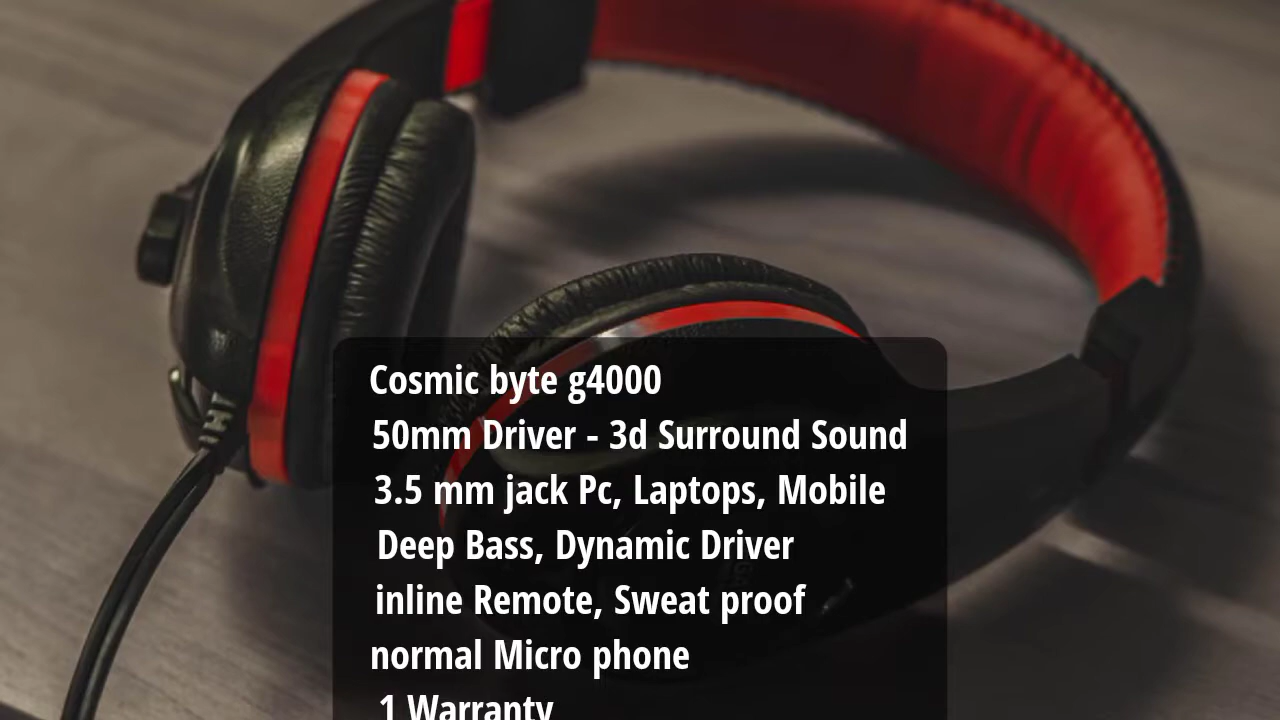 Cosmic byte g4000
50mm Driver - 3d Surround Sound
3.5 mm jack Pc, Laptops, Mobile
Deep Bass, Dynamic Driver
inline Remote, Sweat proof
normal Micro phone
1 Warranty